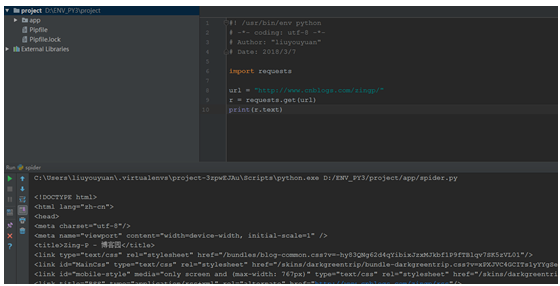 project D:\ENV_PY3\project
app
Pipfile
Pipfile.lock
External Libraries
1 #! /usr/bin/env python
2 # -*- coding: utf-8 -*-
3 # Author: "liuyouyuan"
4 # Date: 2018/3/7
5
6 import requests
7
8 url = "http://www.cnblogs.com/zingp/"
9 r = requests.get(url)
10 print(r.text)
Run spider
C:\Users\liuyouyuan\.virtualenvs\project-3zpwEJAu\Scripts\python.exe D:/ENV_PY3/project/app/spider.py
<!DOCTYPE html>
<html lang="zh-cn">
<head>
<meta charset="utf-8"/>
<meta name="viewport" content="width=device-width, initial-scale=1" />
<title>Zing-P - 博客园</title>
<link type="text/css" rel="stylesheet" href="/bundles/blog-common.css?v=
<link id="MainCss" type="text/css" rel="stylesheet" href="/skins/darkgreentrip/bundle-darkgreentrip.css?v=
<link id="mobile-style" media="only screen and (max-width: 767px)" type="text/css" rel="stylesheet" href="/skins/darkgreentrip/